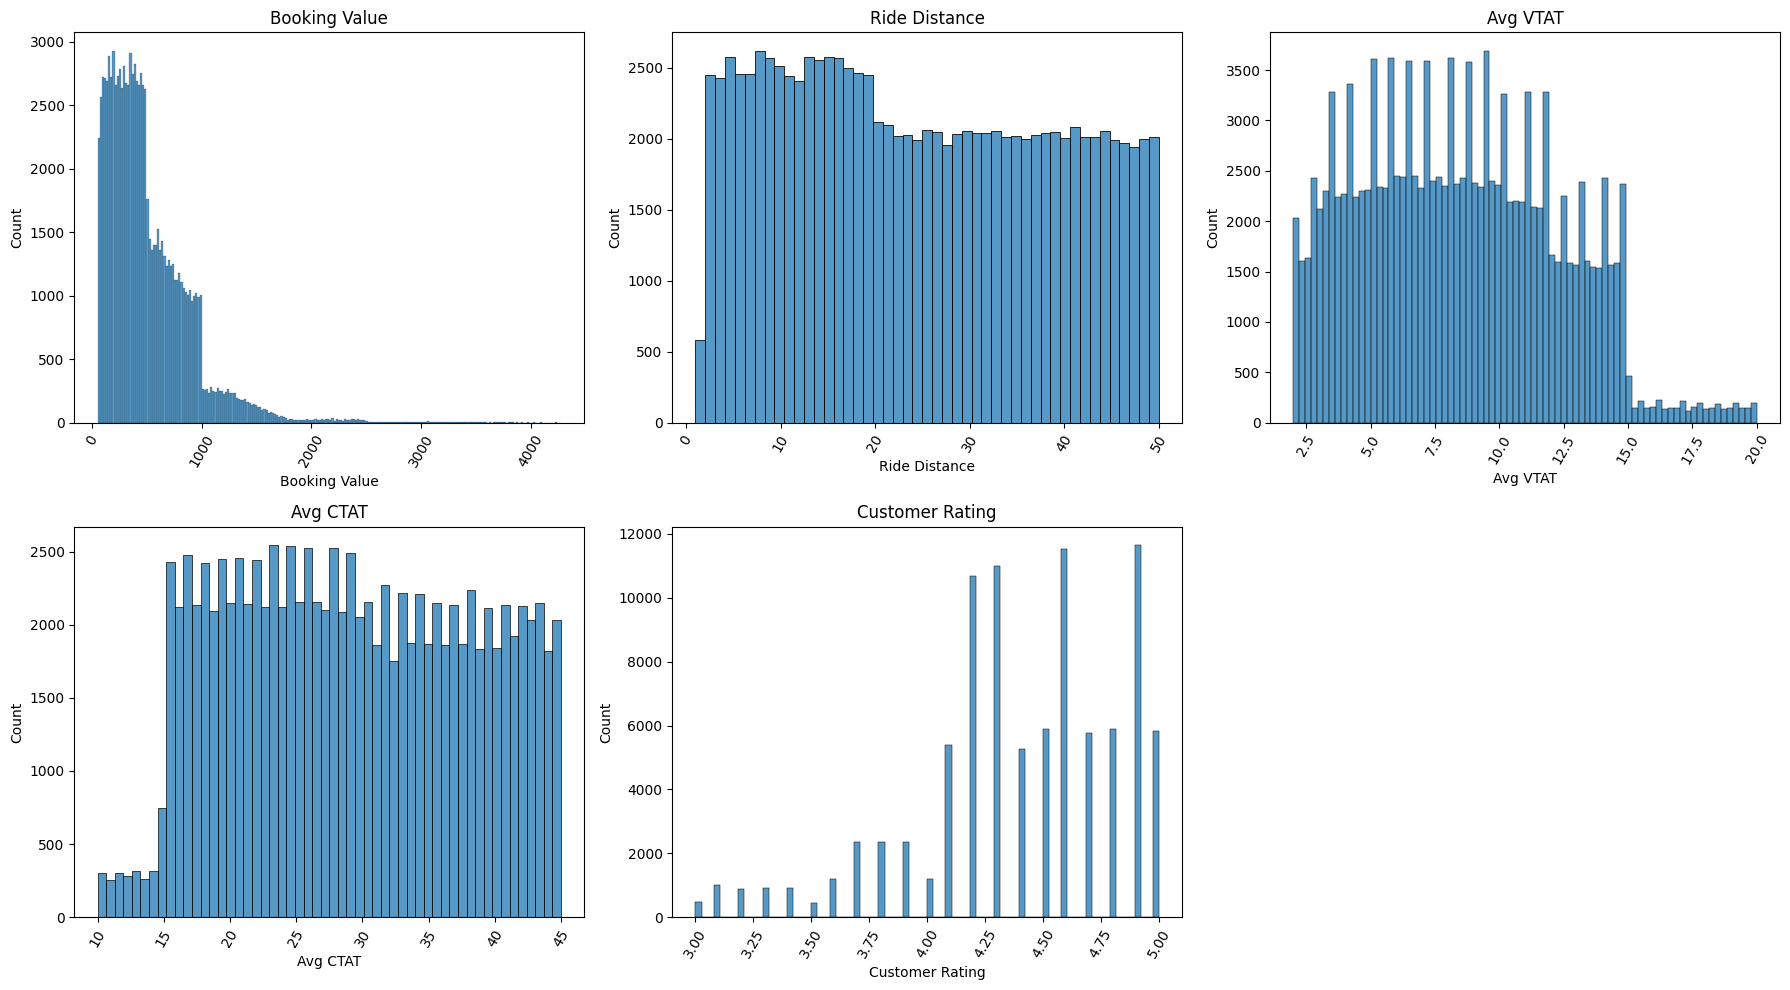 Booking Value
3000
2500
2000
1500
1000
500
0
Count
0 1000 2000 3000 4000
Booking Value
Ride Distance
2500
2000
1500
1000
500
0
Count
0 10 20 30 40 50
Ride Distance
Avg VTAT
3500
3000
2500
2000
1500
1000
500
0
Count
2.5 5.0 7.5 10.0 12.5 15.0 17.5 20.0
Avg VTAT
Avg CTAT
2500
2000
1500
1000
500
0
Count
10 15 20 25 30 35 40 45
Avg CTAT
Customer Rating
12000
10000
8000
6000
4000
2000
0
Count
3.00 3.25 3.50 3.75 4.00 4.25 4.50 4.75 5.00
Customer Rating